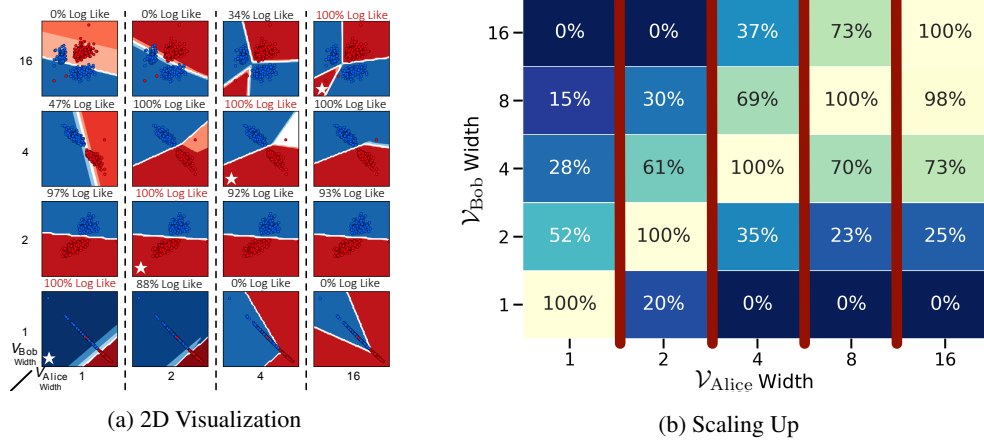 0% Log Like 0% Log Like 34% Log Like 100% Log Like
16
47% Log Like 100% Log Like 100% Log Like 100% Log Like
4
97% Log Like 100% Log Like 92% Log Like 93% Log Like
2
100% Log Like 88% Log Like 0% Log Like 0% Log Like
1
V Bob Width
V Alice Width
1 2 4 16
(a) 2D Visualization
16 0% 0% 37% 73% 100%
8 15% 30% 69% 100% 98%
4 28% 61% 100% 70% 73%
2 52% 100% 35% 23% 25%
1 100% 20% 0% 0% 0%
𝒱Bob Width
1 2 4 8 16
𝒱Alice Width
(b) Scaling Up